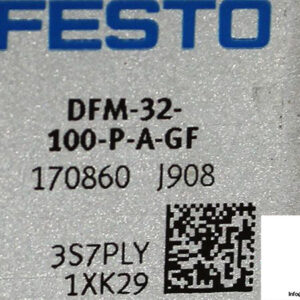 FESTO
DFM-32-
100-P-A-GF
170860 J908
3S7PLY
1XK29